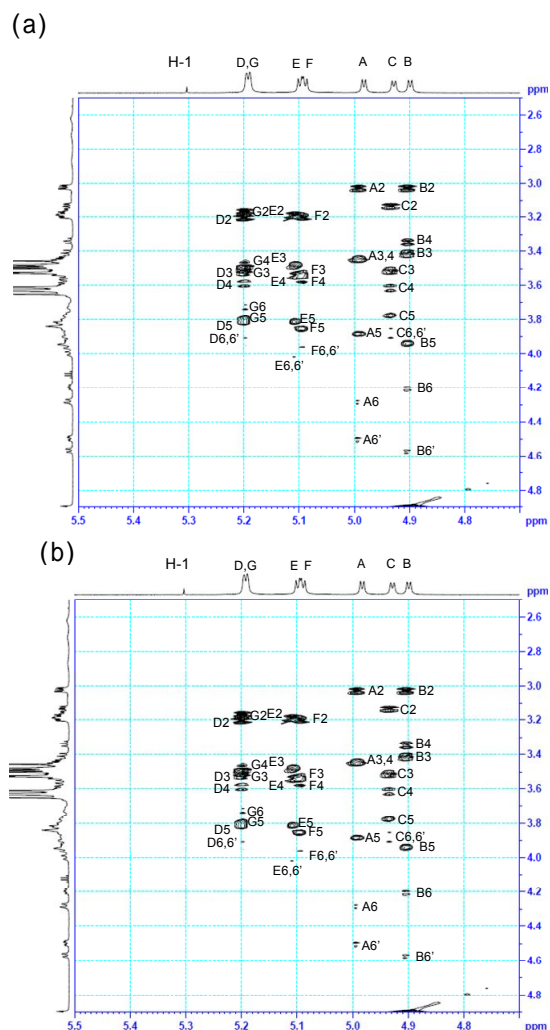 (a)
H-1 D,G E F A C B
ppm
2.6
2.8
3.0
A2 B2
G2 E2 C2
D2 F2
3.2
B4
B3
3.4
G4 E3 A3,4
D3 G3 F3 C3
E4 F4
D4 C4
3.6
G6
C5
D5 G5 E5
F5
3.8
D6,6' A5 C6,6'
B5
F6,6'
E6,6'
4.0
B6
4.2
A6
4.4
A6'
B6'
4.6
4.8
5.5 5.4 5.3 5.2 5.1 5.0 4.9 4.8 ppm
(b)
H-1 D,G E F A C B
ppm
2.6
2.8
3.0
A2 B2
G2 E2 C2
D2 F2
3.2
B4
B3
3.4
G4 E3 A3,4
D3 G3 F3 C3
E4 F4
D4 C4
3.6
G6
C5
D5 G5 E5
F5
3.8
D6,6' A5 C6,6'
B5
F6,6'
E6,6'
4.0
B6
4.2
A6
4.4
A6'
B6'
4.6
4.8
5.5 5.4 5.3 5.2 5.1 5.0 4.9 4.8 ppm